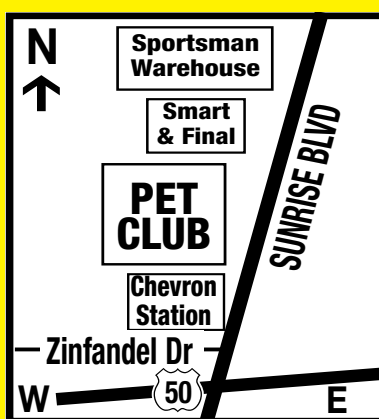 N
Sportsman
Warehouse
Smart
& Final
PET
CLUB
SUNRISE BLVD
Chevron
Station
Zinfandel Dr
W
50
E